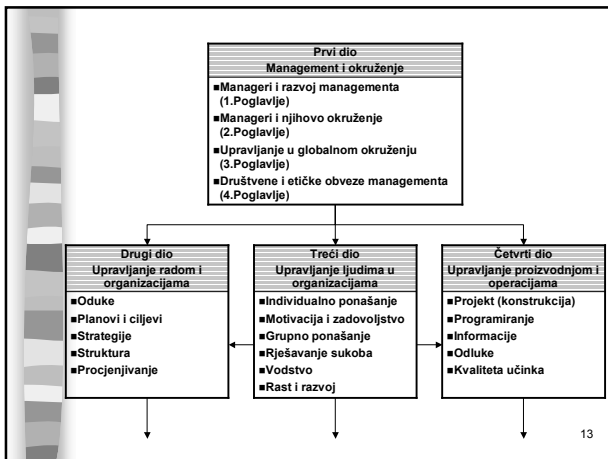 Prvi dio
Management i okruženje
■Manageri i razvoj managementa
(1.Poglavlje)
■Manageri i njihovo okruženje
(2.Poglavlje)
■Upravljanje u globalnom okruženju
(3.Poglavlje)
■Društvene i etičke obveze managementa
(4.Poglavlje)
Drugi dio
Upravljanje radom i
organizacijama
■Oduke
■Planovi i ciljevi
■Strategije
■Struktura
■Procjenjivanje
Treći dio
Upravljanje ljudima u
organizacijama
■Individualno ponašanje
■Motivacija i zadovoljstvo
■Grupno ponašanje
■Rješavanje sukoba
■Vodstvo
■Rast i razvoj
Četvrti dio
Upravljanje proizvodnjom i
operacijama
■Projekt (konstrukcija)
■Programiranje
■Informacije
■Odluke
■Kvaliteta učinka
13